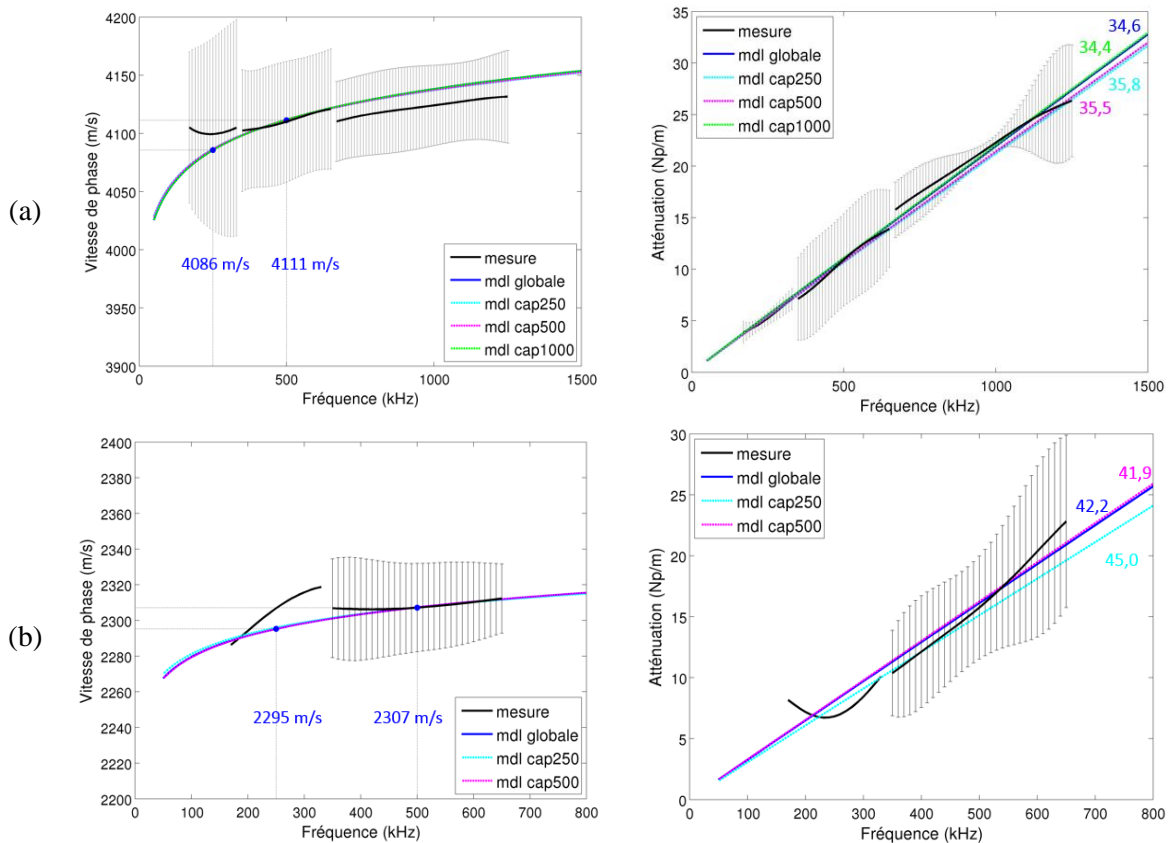 (a)
Vitesse de phase (m/s)
4200
4150
4100
4050
4000
3950
3900
4086 m/s
4111 m/s
mesure
mdl globale
mdl cap250
mdl cap500
mdl cap1000
0
500
1000
1500
Fréquence (kHz)
Atténuation (Np/m)
35
30
25
20
15
10
5
0
mesure
mdl globale
mdl cap250
mdl cap500
mdl cap1000
34,6
34,4
35,8
35,5
500
1000
1500
Fréquence (kHz)
(b)
Vitesse de phase (m/s)
2400
2380
2360
2340
2320
2300
2280
2260
2240
2220
2200
2295 m/s
2307 m/s
mesure
mdl globale
mdl cap250
mdl cap500
0
100
200
300
400
500
600
700
800
Fréquence (kHz)
Atténuation (Np/m)
30
25
20
15
10
5
0
mesure
mdl globale
mdl cap250
mdl cap500
41,9
42,2
45,0
0
100
200
300
400
500
600
700
800
Fréquence (kHz)